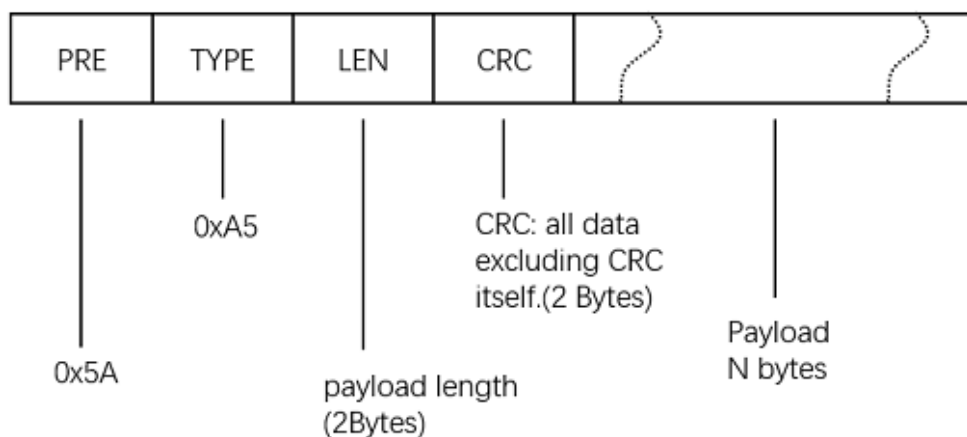 PRE
TYPE
LEN
CRC
0xA5
CRC: all data
excluding CRC
itself.(2 Bytes)
Payload
N bytes
0x5A
payload length
(2Bytes)